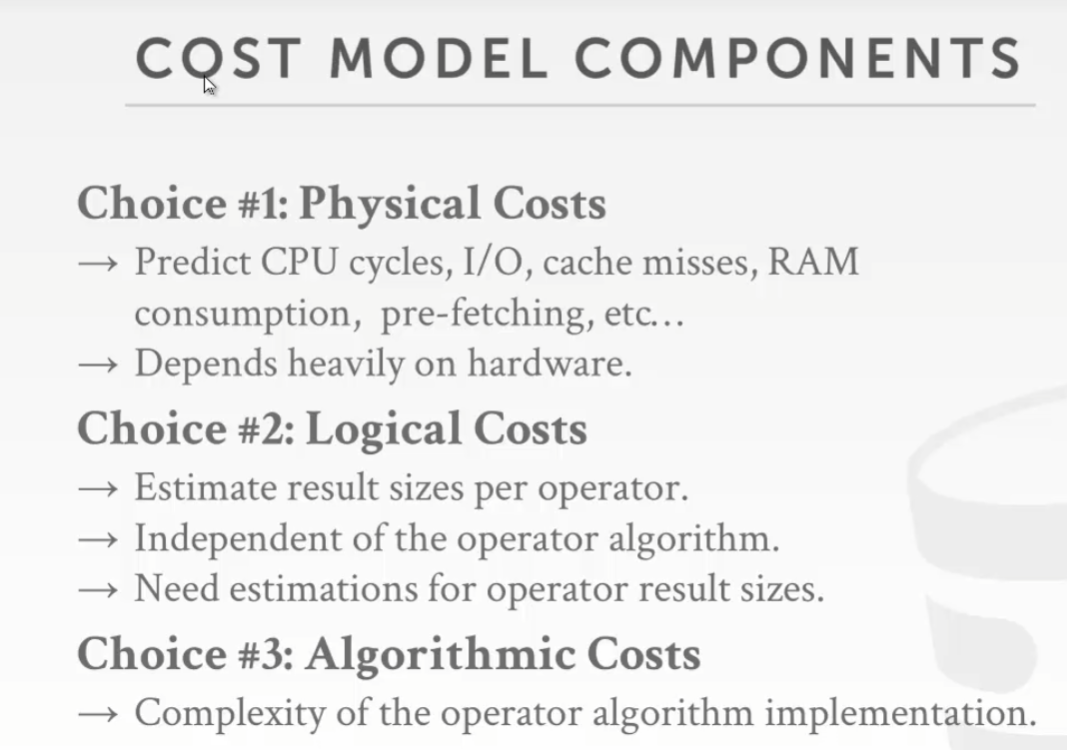 COST MODEL COMPONENTS
Choice #1: Physical Costs
→ Predict CPU cycles, I/O, cache misses, RAM
consumption,  pre-fetching, etc…
→ Depends heavily on hardware.
Choice #2: Logical Costs
→ Estimate result sizes per operator.
→ Independent of the operator algorithm.
→ Need estimations for operator result sizes.
Choice #3: Algorithmic Costs
→ Complexity of the operator algorithm implementation.